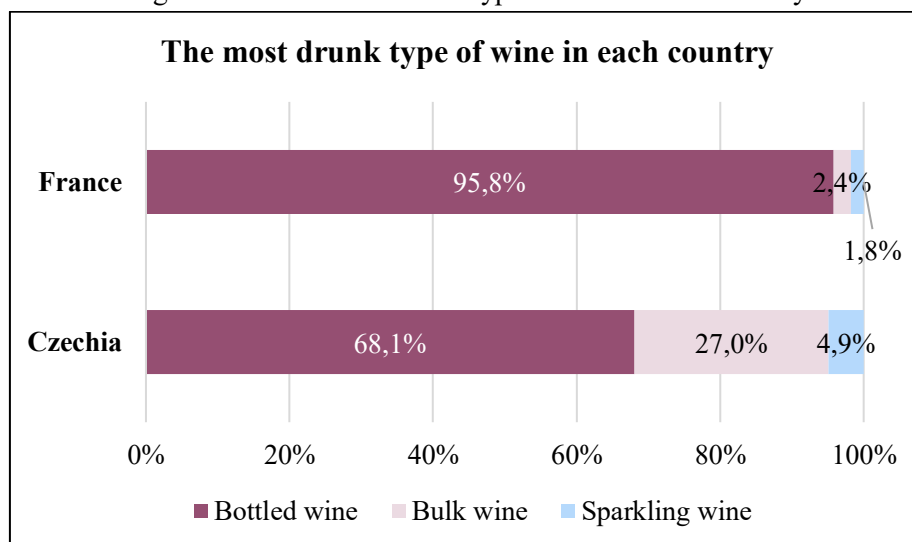 The most drunk type of wine in each country
France
95,8%
2,4%
1,8%
Czechia
68,1%
27,0%
4,9%
0%
20%
40%
60%
80%
100%
Bottled wine
Bulk wine
Sparkling wine